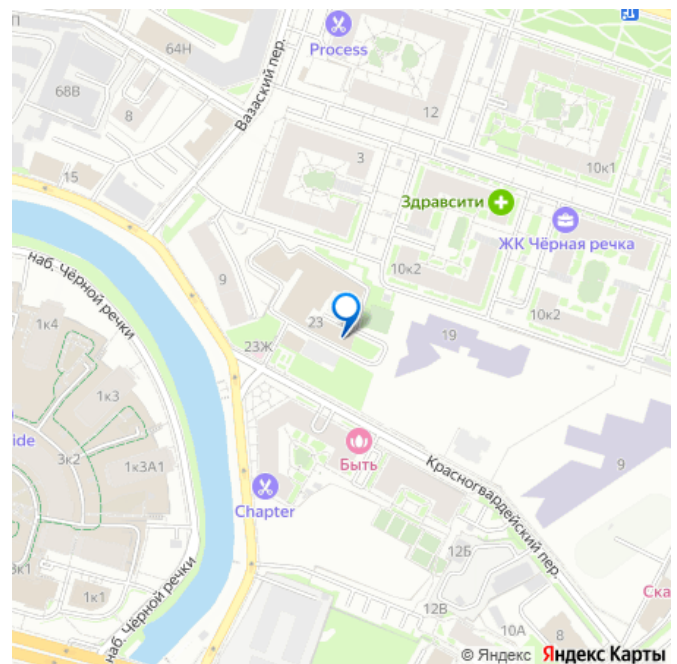 П
64Н
Process
Вазаский пер.
68В
8
12
15
3
10к1
Здравсити
ЖК Чёрная речка
наб. Чёрной речки
9
10к2
10к2
1к4
23
19
23Ж
1к3
ide
3к2
1к3А1
Быть
Красногвардейский пер.
9
Chapter
12Б
3к1
1к1
наб. Чёрной речки
12В
10А
8
Ска
© Яндекс Яндекс Карты